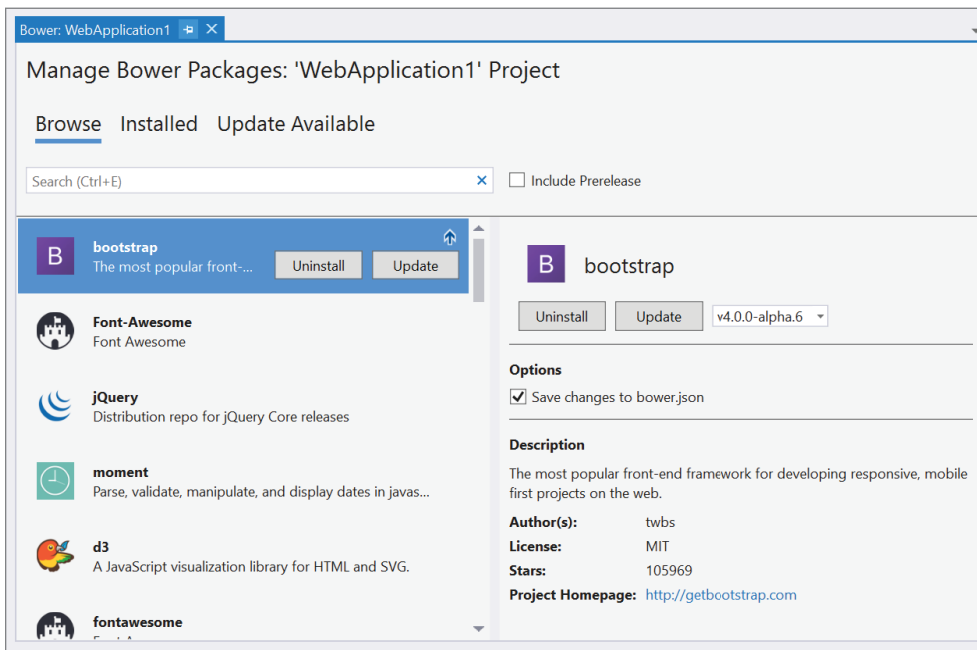 Bower: WebApplication1
Manage Bower Packages: 'WebApplication1' Project
Browse Installed Update Available
Search (Ctrl+E)
Include Prerelease
B
bootstrap
The most popular front-...
Uninstall
Update
Font-Awesome
Font Awesome
jQuery
Distribution repo for jQuery Core releases
moment
Parse, validate, manipulate, and display dates in javas...
d3
A JavaScript visualization library for HTML and SVG.
fontawesome
B
bootstrap
Uninstall
Update
v4.0.0-alpha.6
Options
Save changes to bower.json
Description
The most popular front-end framework for developing responsive, mobile
first projects on the web.
Author(s): twbs
License: MIT
Stars: 105969
Project Homepage: http://getbootstrap.com